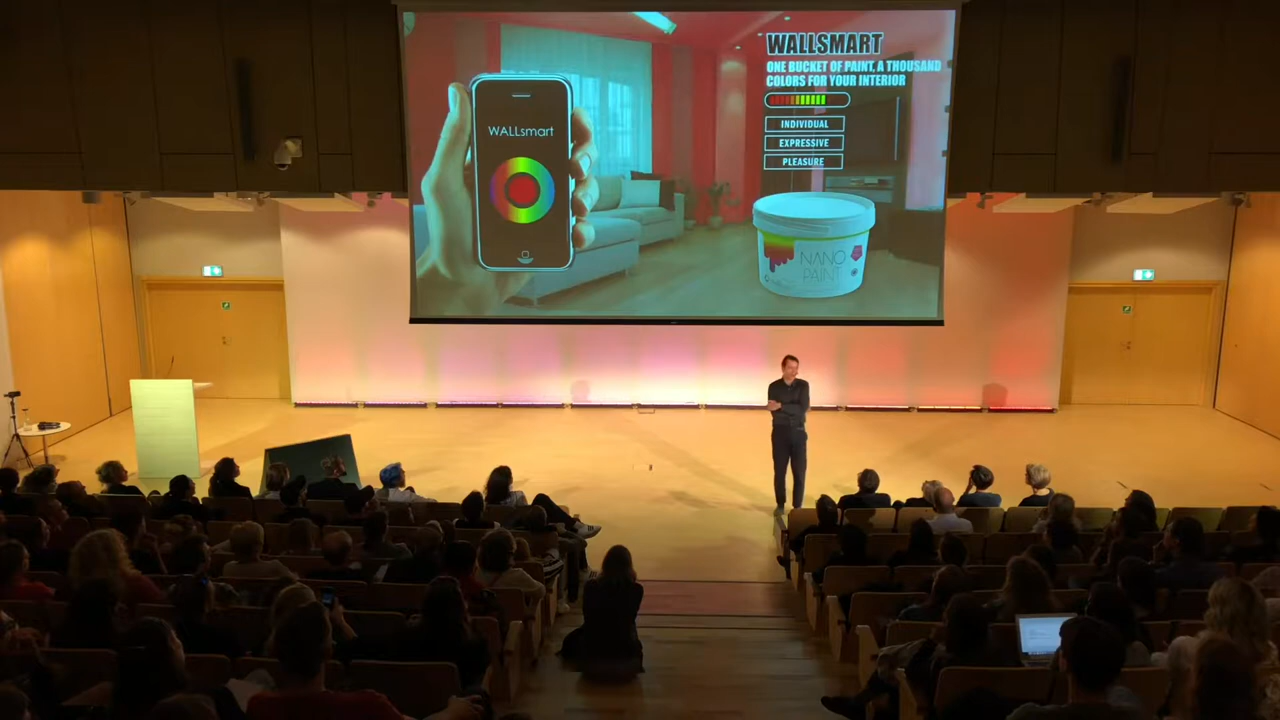 WALLSMART
ONE BUCKET OF PAINT, A THOUSAND
COLORS FOR YOUR INTERIOR
INDIVIDUAL
EXPRESSIVE
PLEASURE
WALLsmart
NANO
PAINT